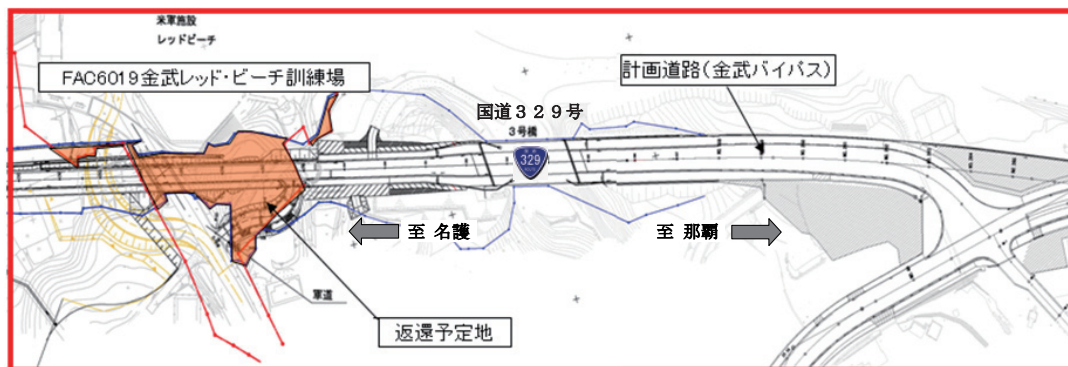 米軍施設
レッドビーチ
FAC6019金武レッド・ビーチ訓練場
国道329号
3号橋
計画道路(金武バイパス)
329
至 名護
至 那覇
軍道
返還予定地